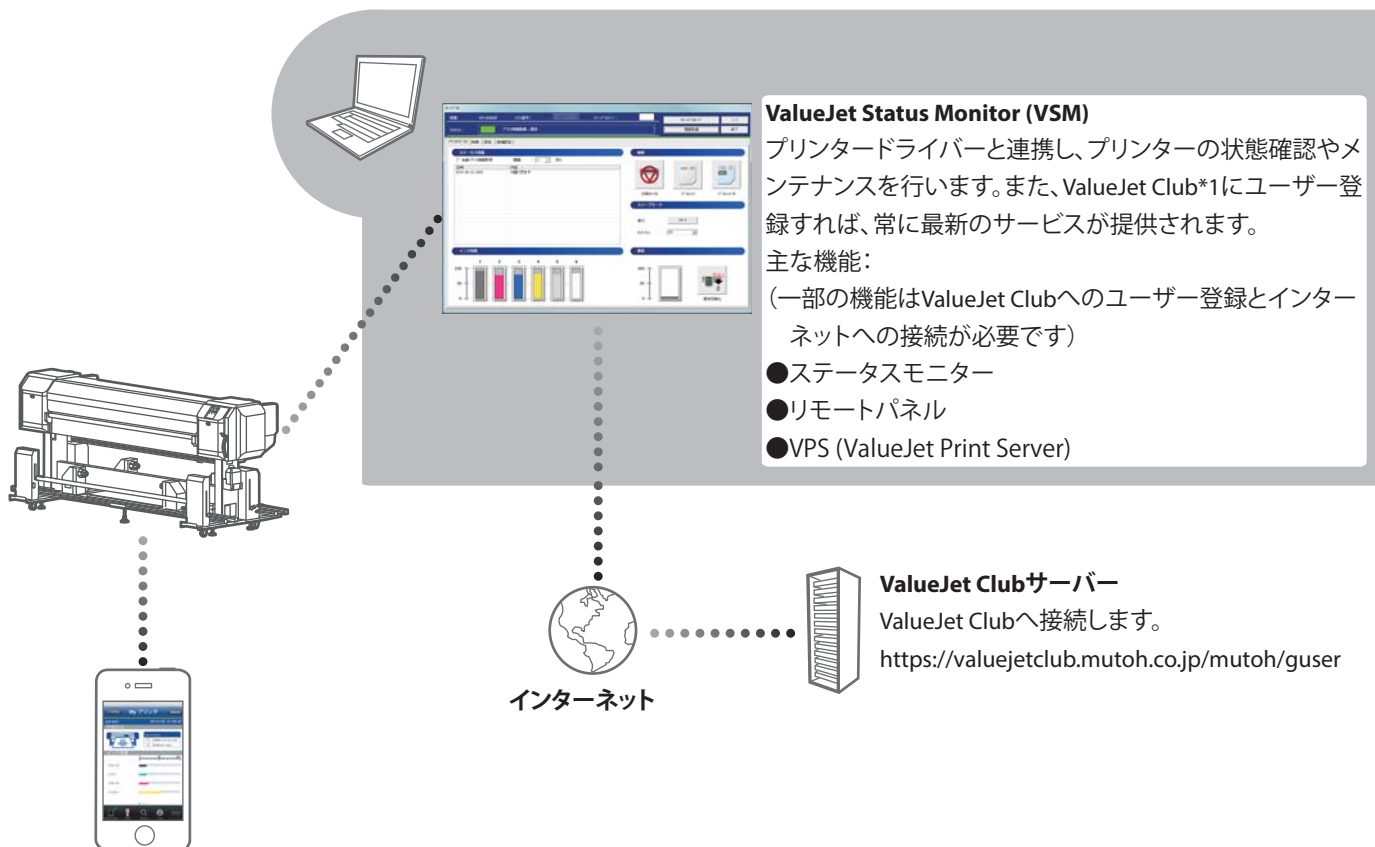 ValueJet Status Monitor (VSM)
プリンタードライバーと連携し、プリンターの状態確認やメ
ンテナンスを行います。また、ValueJet Club*1にユーザー登
録すれば、常に最新のサービスが提供されます。
主な機能：
（一部の機能はValueJet Clubへのユーザー登録とインター
ネットへの接続が必要です）
●ステータスモニター
●リモートパネル
●VPS (ValueJet Print Server)
ValueJet Clubサーバー
ValueJet Clubへ接続します。
https://valuejetclub.mutoh.co.jp/mutoh/guser
インターネット
My プリンタ